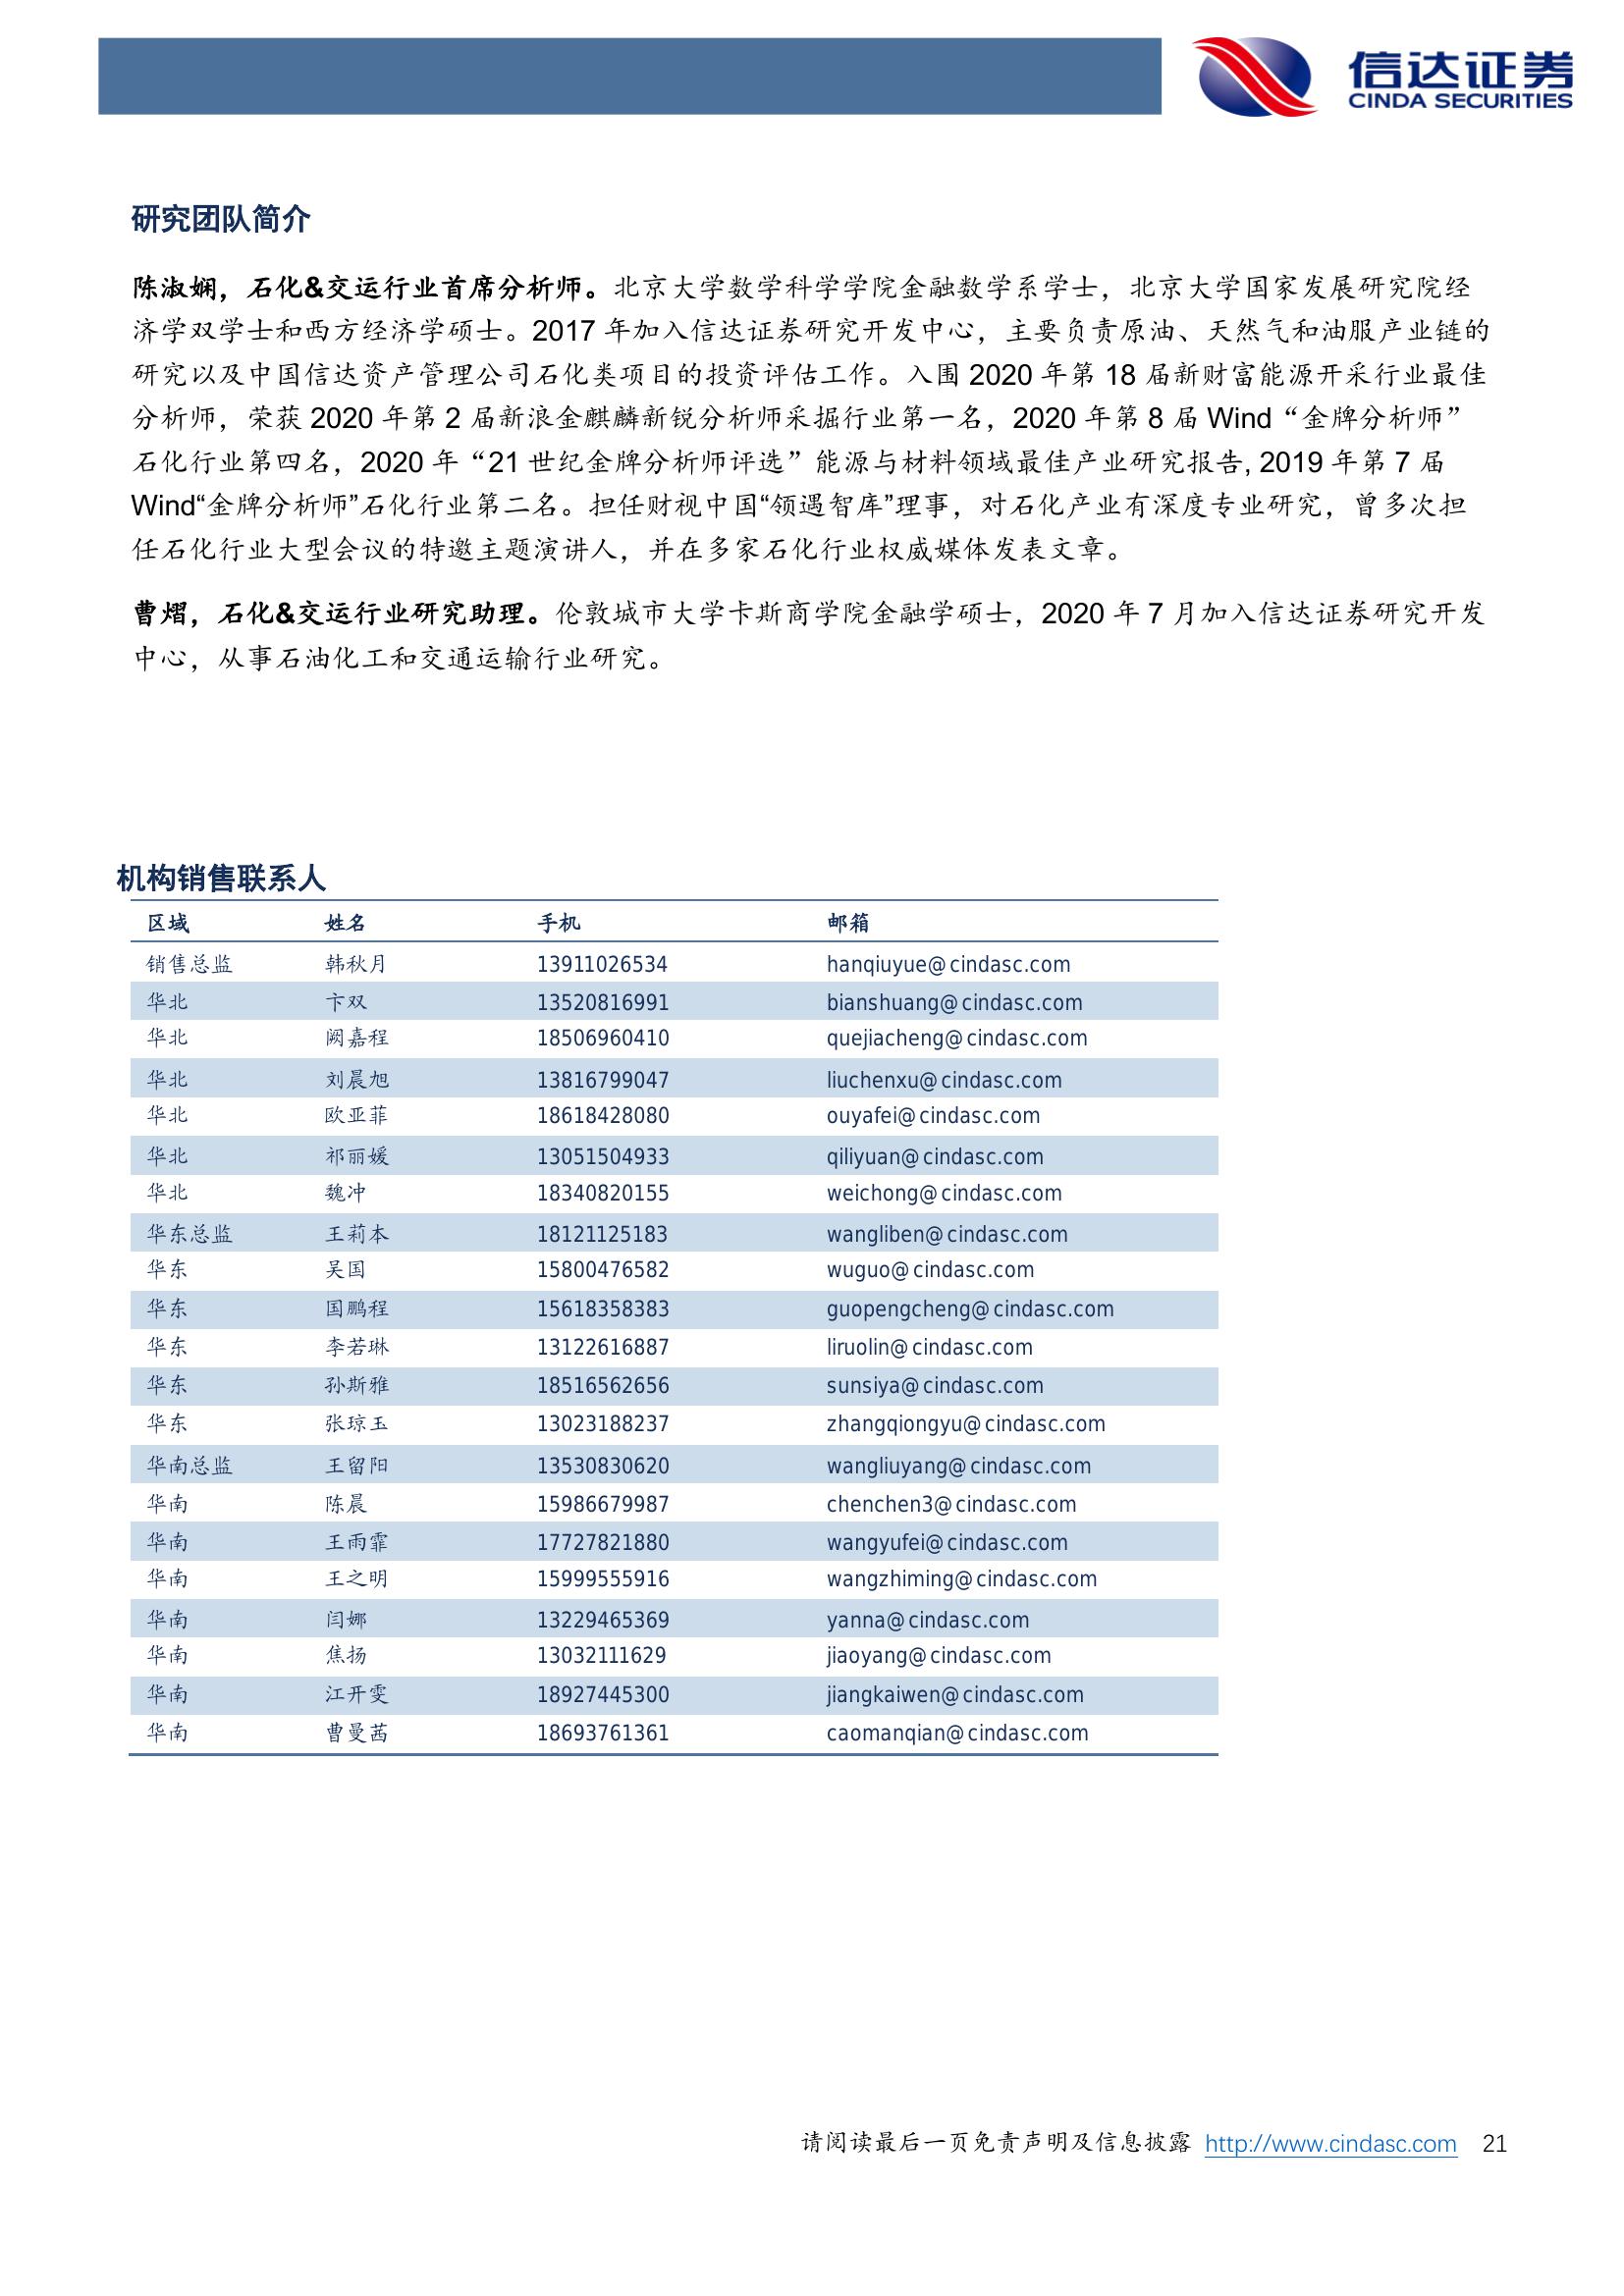 信达证券
CINDA SECURITIES
研究团队简介
陈淑娴，石化&交运行业首席分析师。北京大学数学科学学院金融数学系学士，北京大学国家发展研究院经
济学双学士和西方经济学硕士。2017 年加入信达证券研究开发中心，主要负责原油、天然气和油服产业链的
研究以及中国信达资产管理公司石化类项目的投资评估工作。入围 2020 年第 18 届新财富能源开采行业最佳
分析师，荣获 2020 年第 2 届新浪金麒麟新锐分析师采掘行业第一名，2020 年第 8 届 Wind“金牌分析师”
石化行业第四名，2020 年“21 世纪金牌分析师评选”能源与材料领域最佳产业研究报告, 2019 年第 7 届
Wind“金牌分析师”石化行业第二名。担任财视中国“领遇智库”理事，对石化产业有深度专业研究，曾多次担
任石化行业大型会议的特邀主题演讲人，并在多家石化行业权威媒体发表文章。
曹熠，石化&交运行业研究助理。伦敦城市大学卡斯商学院金融学硕士，2020 年 7 月加入信达证券研究开发
中心，从事石油化工和交通运输行业研究。
机构销售联系人
区域 姓名 手机 邮箱
销售总监 韩秋月 13911026534 hanqiuyue@cindasc.com
华北 卞双 13520816991 bianshuang@cindasc.com
华北 阙嘉程 18506960410 quejiacheng@cindasc.com
华北 刘晨旭 13816799047 liuchenxu@cindasc.com
华北 欧亚菲 18618428080 ouyafei@cindasc.com
华北 祁丽媛 13051504933 qiliyuan@cindasc.com
华北 魏冲 18340820155 weichong@cindasc.com
华东总监 王莉本 18121125183 wangliben@cindasc.com
华东 吴国 15800476582 wuguo@cindasc.com
华东 国鹏程 15618358383 guopengcheng@cindasc.com
华东 李若琳 13122616887 liruolin@cindasc.com
华东 孙斯雅 18516562656 sunsiya@cindasc.com
华东 张琼玉 13023188237 zhangqiongyu@cindasc.com
华南总监 王留阳 13530830620 wangliuyang@cindasc.com
华南 陈晨 15986679987 chenchen3@cindasc.com
华南 王雨霏 17727821880 wangyufei@cindasc.com
华南 王之明 15999555916 wangzhiming@cindasc.com
华南 闫娜 13229465369 yanna@cindasc.com
华南 焦扬 13032111629 jiaoyang@cindasc.com
华南 江开雯 18927445300 jiangkaiwen@cindasc.com
华南 曹曼茜 18693761361 caomanqian@cindasc.com
请阅读最后一页免责声明及信息披露 http://www.cindasc.com 21